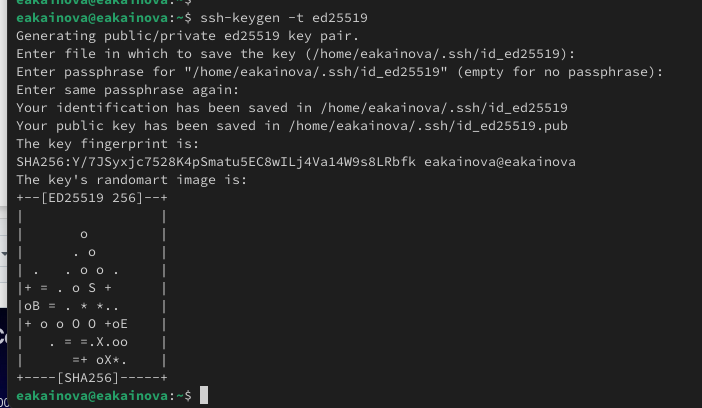 eakainova@eakainova:~$
eakainova@eakainova:~$ ssh-keygen -t ed25519
Generating public/private ed25519 key pair.
Enter file in which to save the key (/home/eakainova/.ssh/id_ed25519):
Enter passphrase for "/home/eakainova/.ssh/id_ed25519" (empty for no passphrase):
Enter same passphrase again:
Your identification has been saved in /home/eakainova/.ssh/id_ed25519
Your public key has been saved in /home/eakainova/.ssh/id_ed25519.pub
The key fingerprint is:
SHA256:Y/7JSyxjc7528K4pSmatu5EC8wILj4Va14W9s8LRbfk eakainova@eakainova
The key's randomart image is:
+--[ED25519 256]--+
|                 |
|       o         |
|      . o        |
| .   . o o .     |
|+ = . o S +      |
|oB = . * *..     |
|+ o o O O +oE    |
|   . = =.X.oo    |
|      =+ oX*.    |
+----[SHA256]-----+
eakainova@eakainova:~$